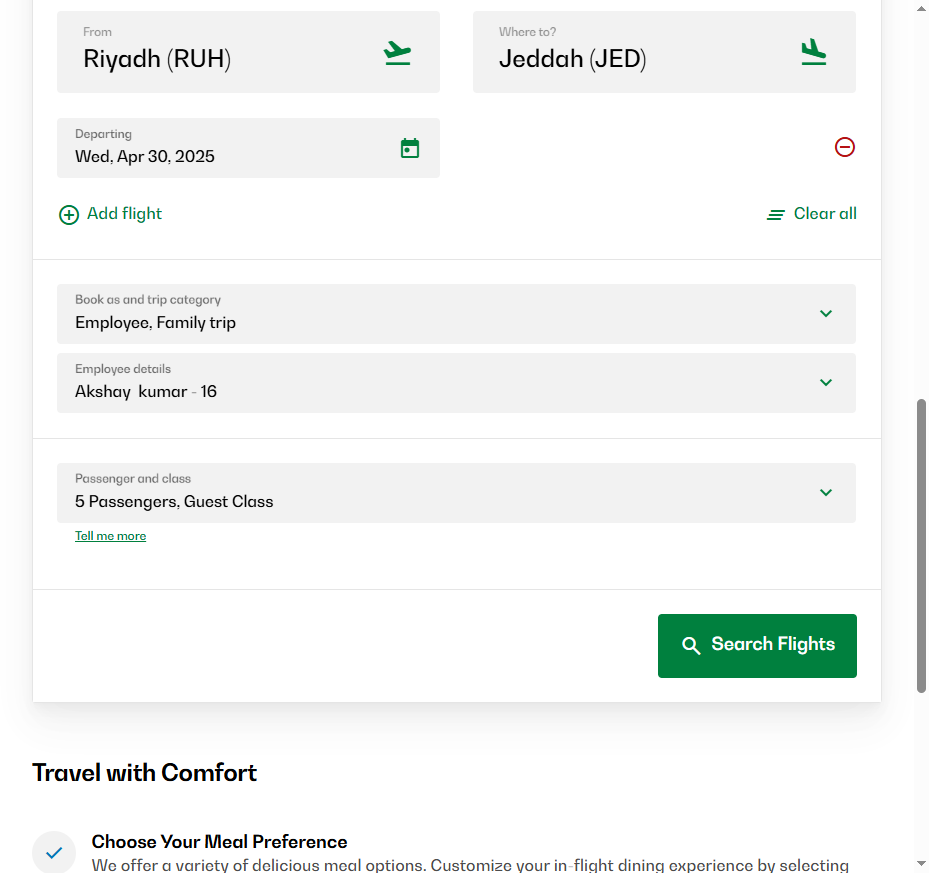 From
Riyadh (RUH)
Where to?
Jeddah (JED)
Departing
Wed, Apr 30, 2025
Add flight
Clear all
Book as and trip category
Employee, Family trip
Employee details
Akshay  kumar - 16
Passenger and class
5 Passengers, Guest Class
Tell me more
Search Flights
Travel with Comfort
Choose Your Meal Preference
We offer a variety of delicious meal options. Customize your in-flight dining experience by selecting